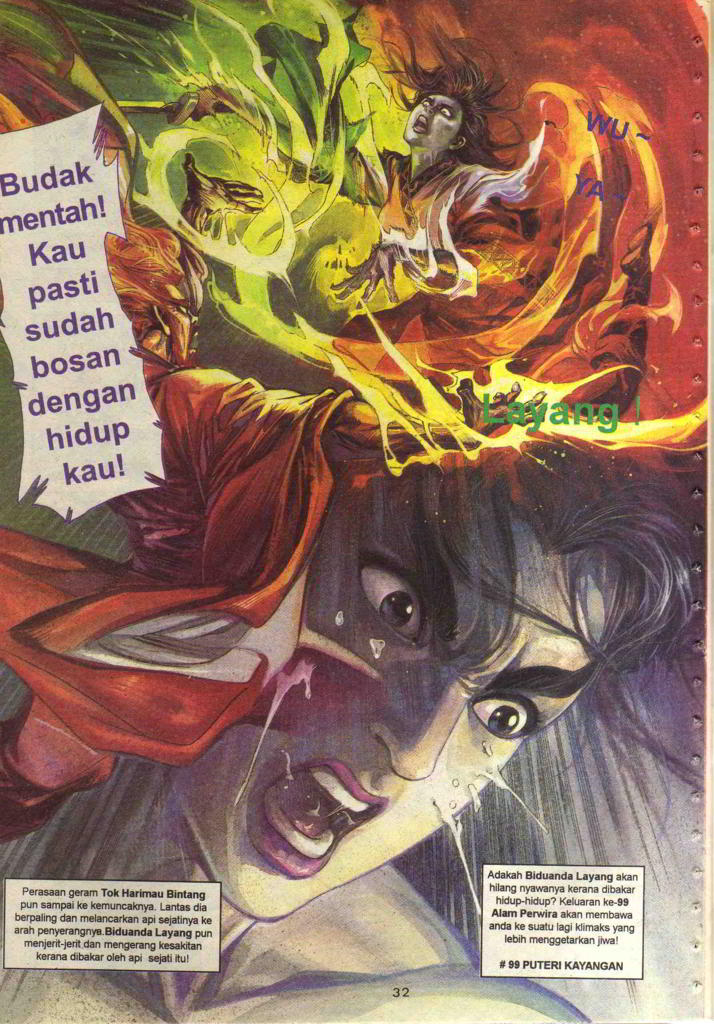 Budak
mentah!
Kau
pasti
sudah
bosan
dengan
hidup
kau!
WU ~
YA ~
Layang !
Perasaan geram Tok Harimau Bintang
pun sampai ke kemuncaknya. Lantas dia
berpaling dan melancarkan api sejatinya ke
arah penyerangnye.Biduanda Layang pun
menjerit-jerit dan mengerang kesakitan
kerana dibakar oleh api sejati itu!
Adakah Biduanda Layang akan
hilang nyawanya kerana dibakar
hidup-hidup? Keluaran ke-99
Alam Perwira akan membawa
anda ke suatu lagi klimaks yang
lebih menggetarkan jiwa!
# 99 PUTERI KAYANGAN
32